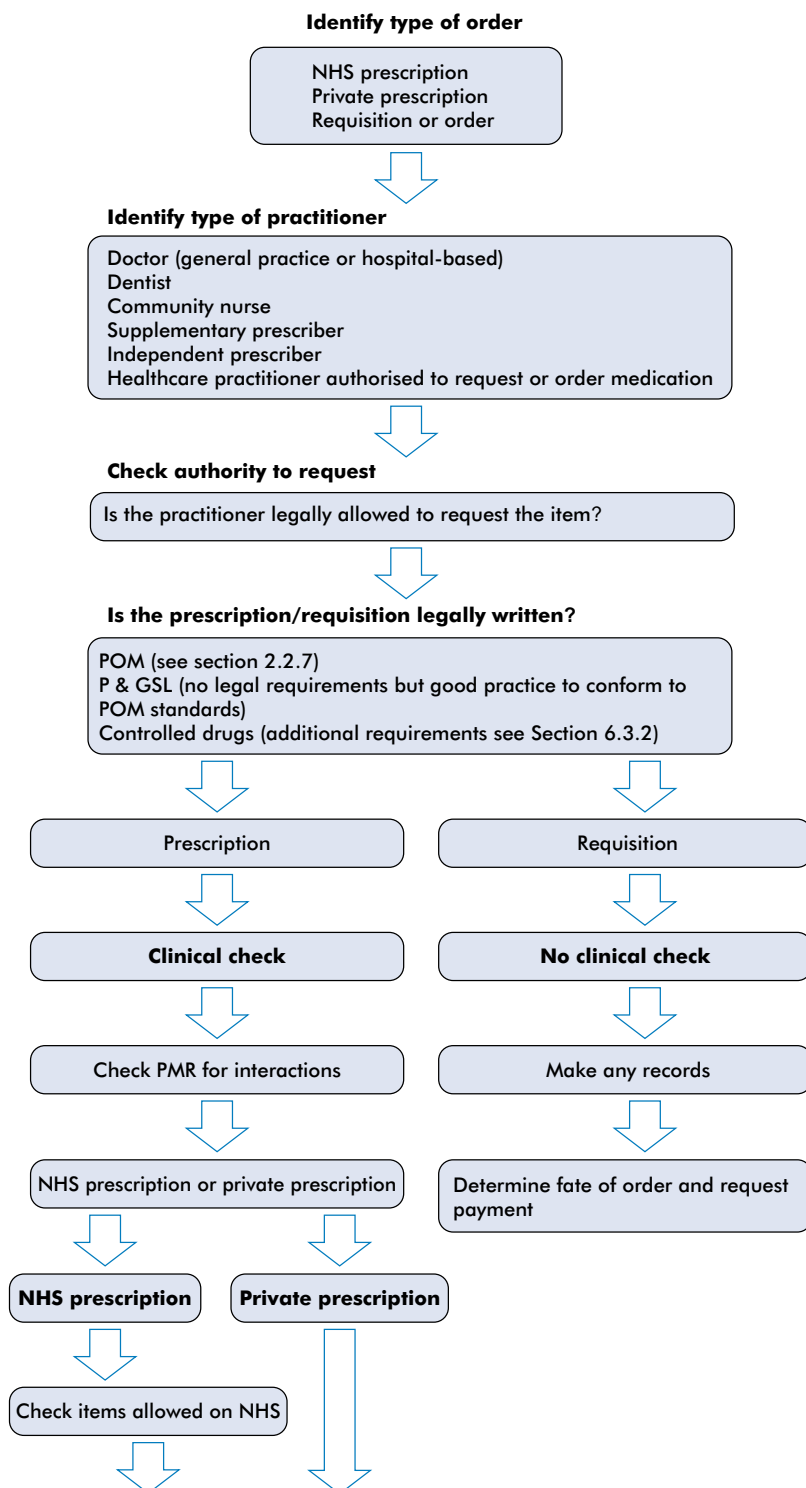 Identify type of order
NHS prescription
Private prescription
Requisition or order
Identify type of practitioner
Doctor (general practice or hospital-based)
Dentist
Community nurse
Supplementary prescriber
Independent prescriber
Healthcare practitioner authorised to request or order medication
Check authority to request
Is the practitioner legally allowed to request the item?
Is the prescription/requisition legally written?
POM (see section 2.2.7)
P & GSL (no legal requirements but good practice to conform to
POM standards)
Controlled drugs (additional requirements see Section 6.3.2)
Prescription
Requisition
Clinical check
No clinical check
Check PMR for interactions
Make any records
NHS prescription or private prescription
Determine fate of order and request
payment
NHS prescription
Private prescription
Check items allowed on NHS